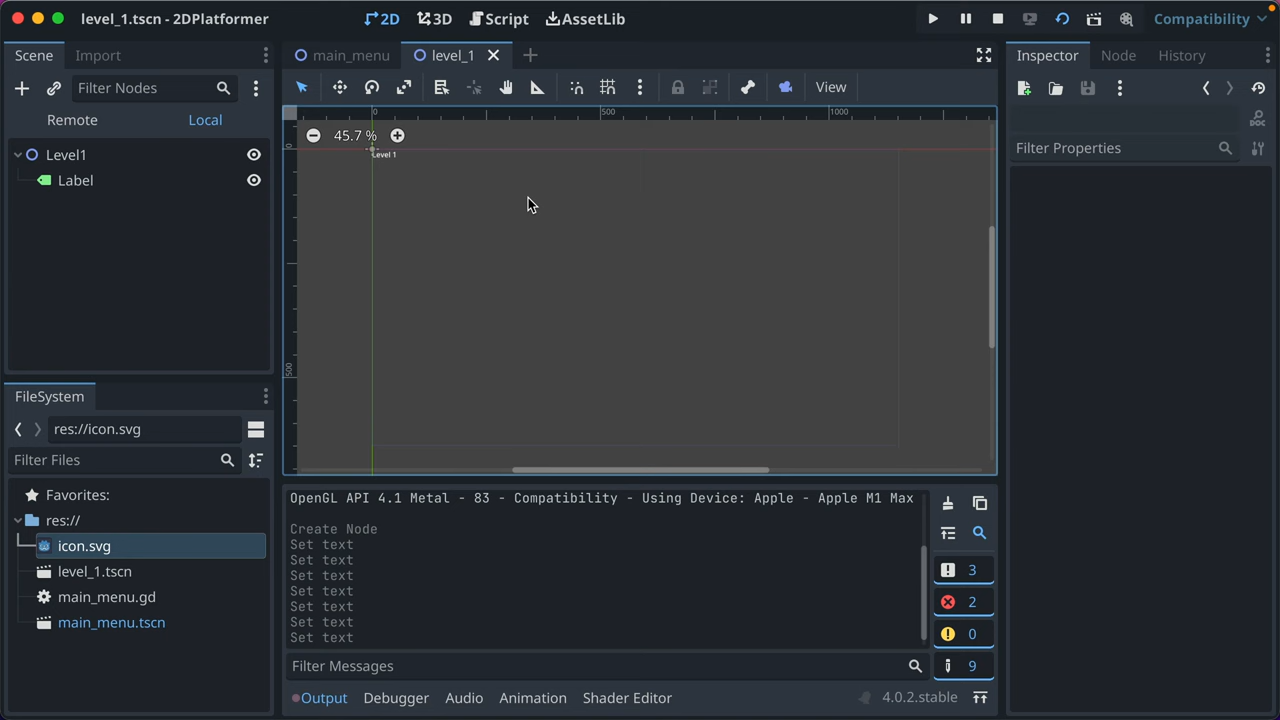 level_1.tscn - 2DPlatformer
2D
3D
Script
AssetLib
Compatibility
Scene
Import
main_menu
level_1
Inspector
Node
History
Filter Nodes
View
Remote
Local
0
500
1000
DOC
45.7 %
Filter Properties
0
Level1
Level 1
Label
500
FileSystem
res://icon.svg
Filter Files
Favorites:
res://
icon.svg
level_1.tscn
main_menu.gd
main_menu.tscn
OpenGL API 4.1 Metal - 83 - Compatibility - Using Device: Apple - Apple M1 Max
Create Node
Set text
Set text
Set text
Set text
Set text
Set text
Set text
3
2
0
9
Filter Messages
Output
Debugger
Audio
Animation
Shader Editor
4.0.2.stable